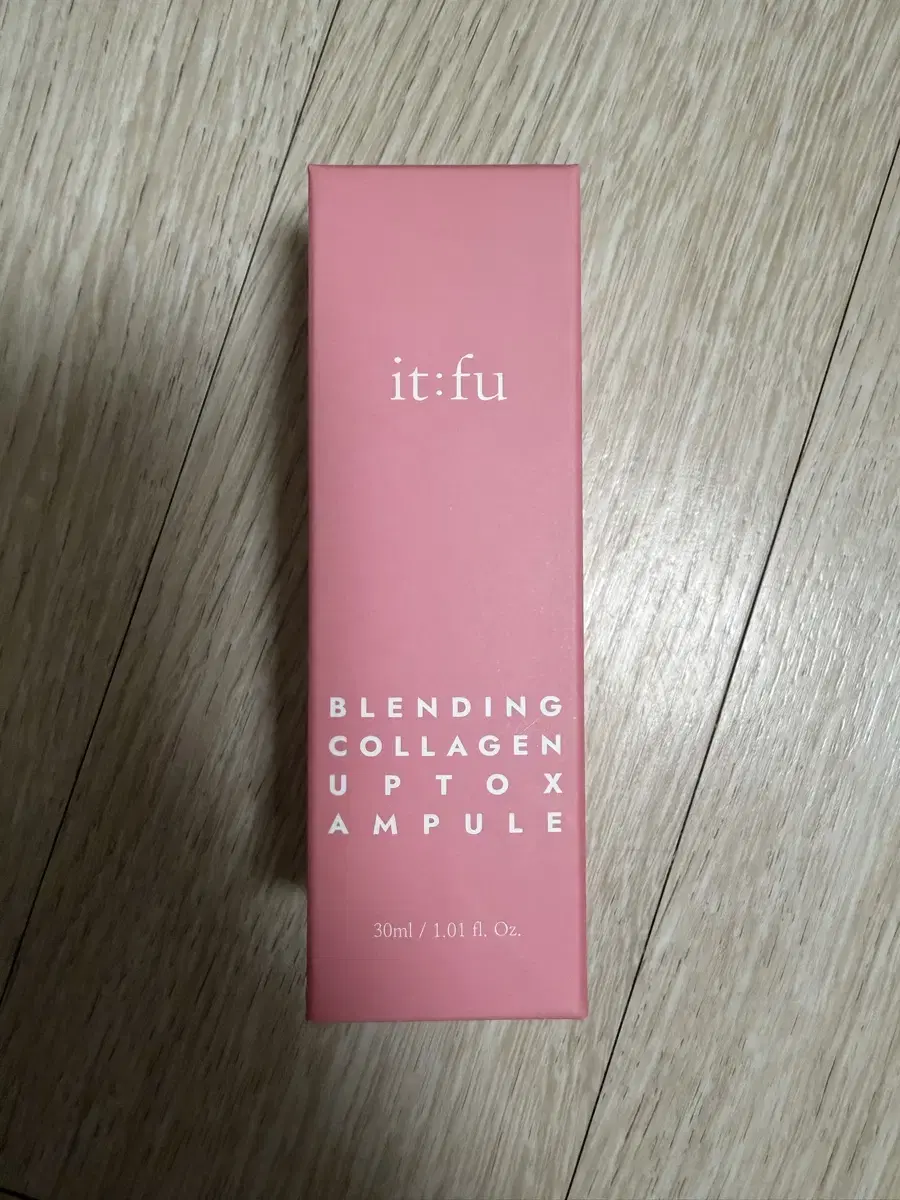 it:fu
BLENDING
COLLAGEN
UPTOX
AMPULE
30ml / 1.01 fl. Oz.